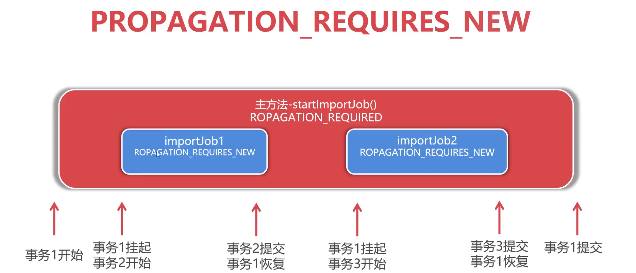 PROPAGATION_REQUIRES_NEW
主方法-startImportJob()
ROPAGATION_REQUIRED
importJob1
ROPAGATION_REQUIRES_NEW
importJob2
ROPAGATION_REQUIRES_NEW
事务1开始
事务1挂起
事务2开始
事务2提交
事务1恢复
事务1挂起
事务3开始
事务3提交
事务1恢复
事务1提交